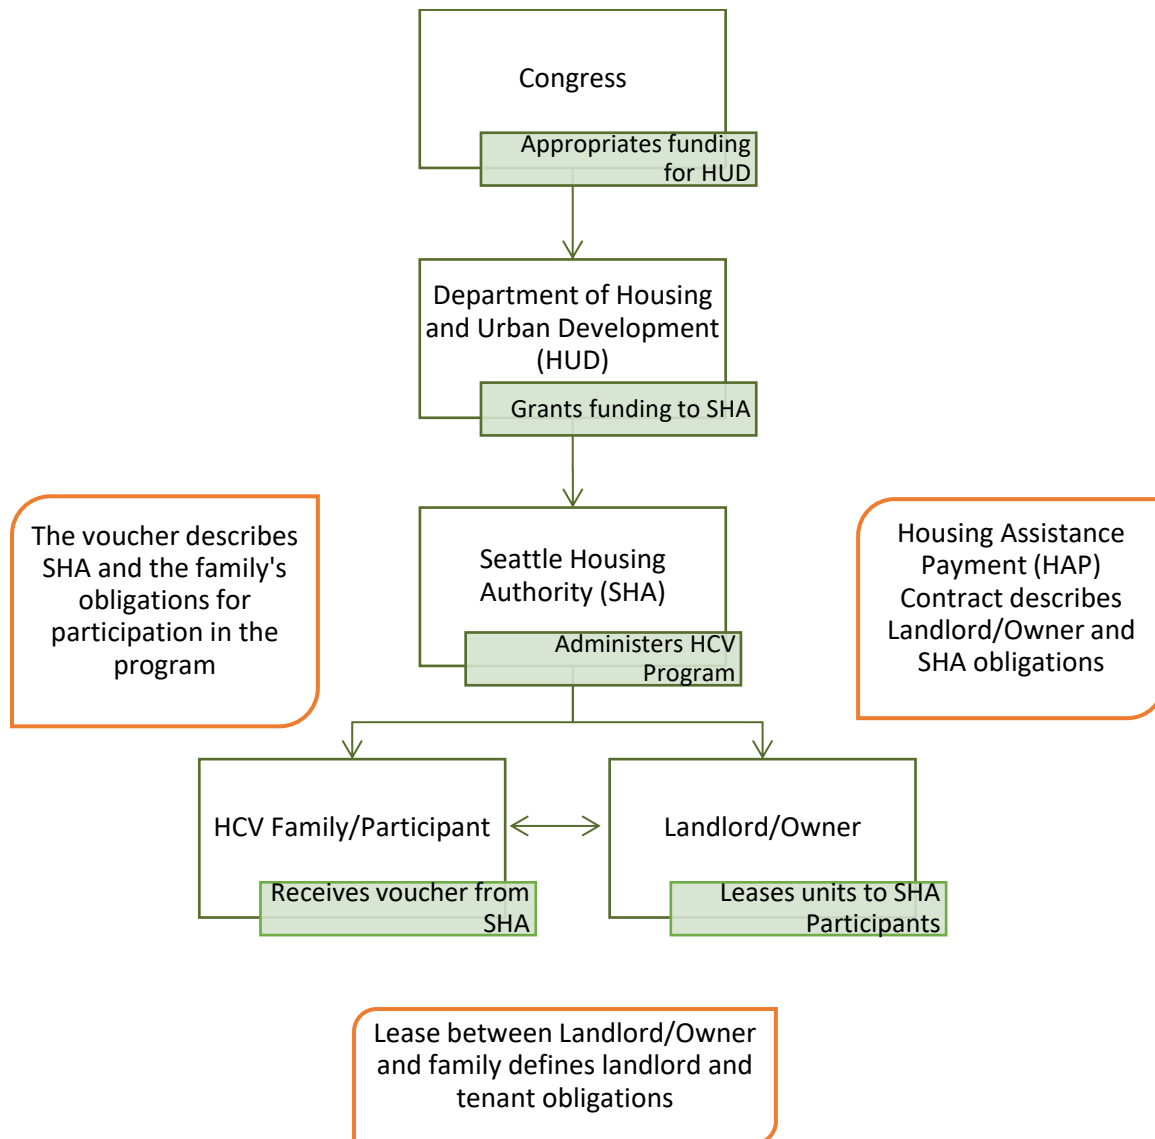 Congress
Appropriates funding
for HUD
Department of Housing
and Urban Development
(HUD)
Grants funding to SHA
The voucher describes
SHA and the family's
obligations for
participation in the
program
Seattle Housing
Authority (SHA)
Administers HCV
Program
Housing Assistance
Payment (HAP)
Contract describes
Landlord/Owner and
SHA obligations
HCV Family/Participant
Receives voucher from
SHA
Landlord/Owner
Leases units to SHA
Participants
Lease between Landlord/Owner
and family defines landlord and
tenant obligations